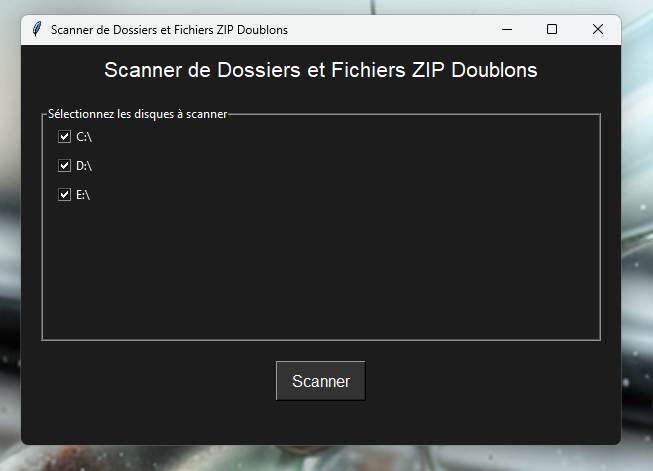 Scanner de Dossiers et Fichiers ZIP Doublons
Scanner de Dossiers et Fichiers ZIP Doublons
Sélectionnez les disques à scanner
C:\
D:\
E:\
Scanner